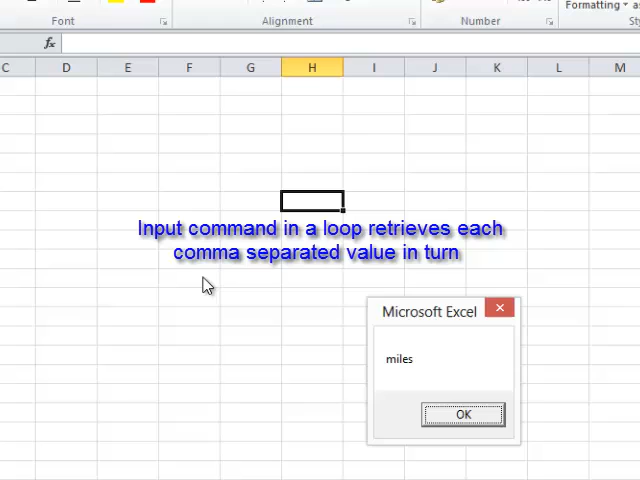 Formatting
Font
Alignment
Number
fx
C D E F G H I J K L M
Input command in a loop retrieves each
comma separated value in turn
Microsoft Excel
miles
OK